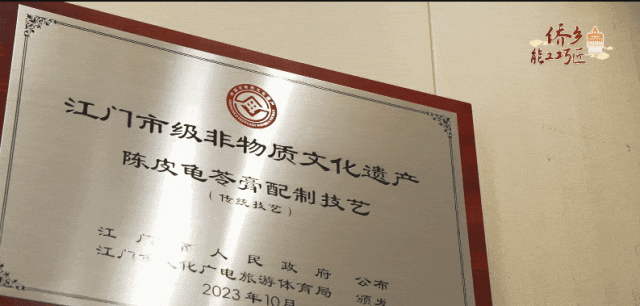 侨乡
能工巧匠
江门市级非物质文化遗产
陈皮龟苓膏配制技艺
（传统技艺）
江门市人民政府 公布
江门市文化广电旅游体育局 颁发
2023年10月